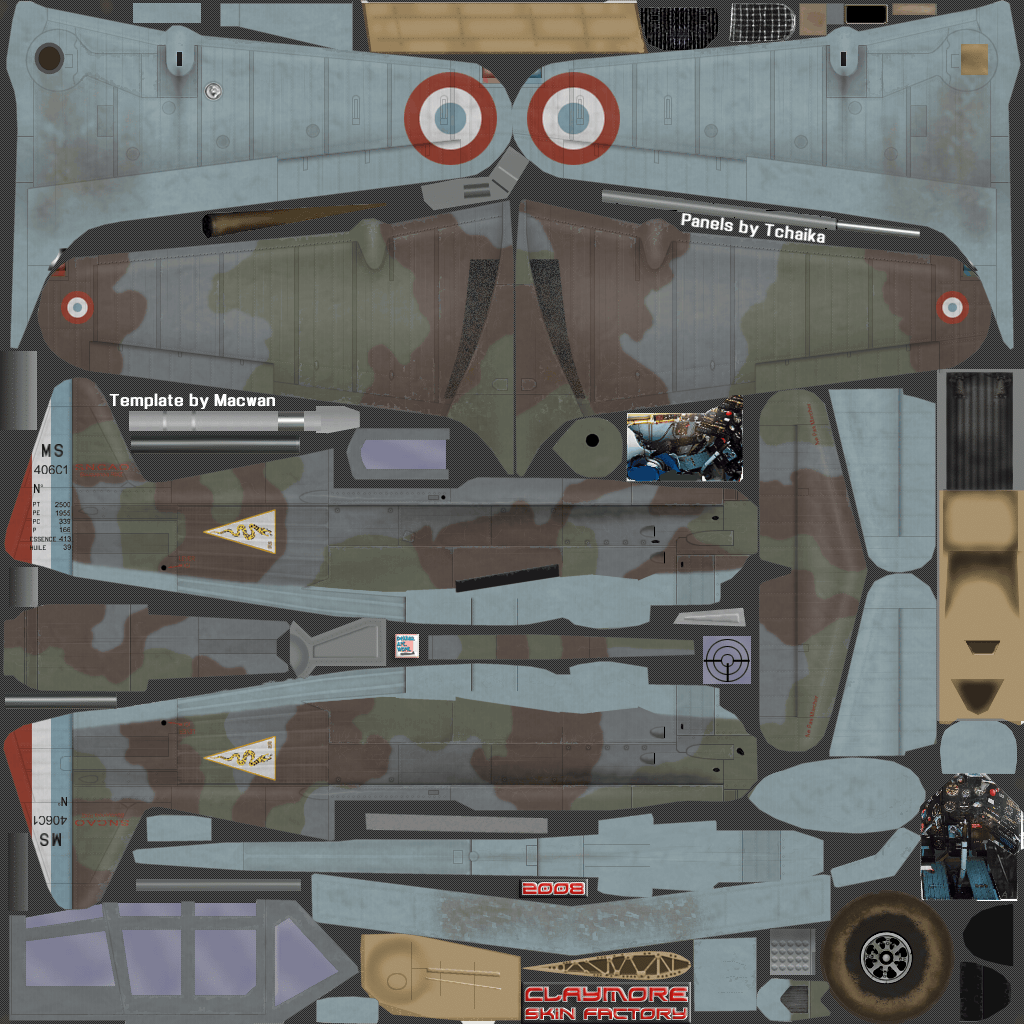 Panels by Tchaika
Template by Macwan
MS
406C1
N°
PT 2500
PE 1955
PC 339
P 166
ESSENCE 413
HUILE 39
N°
406C1
MS
2008
CLAYMORE
SKIN FACTORY